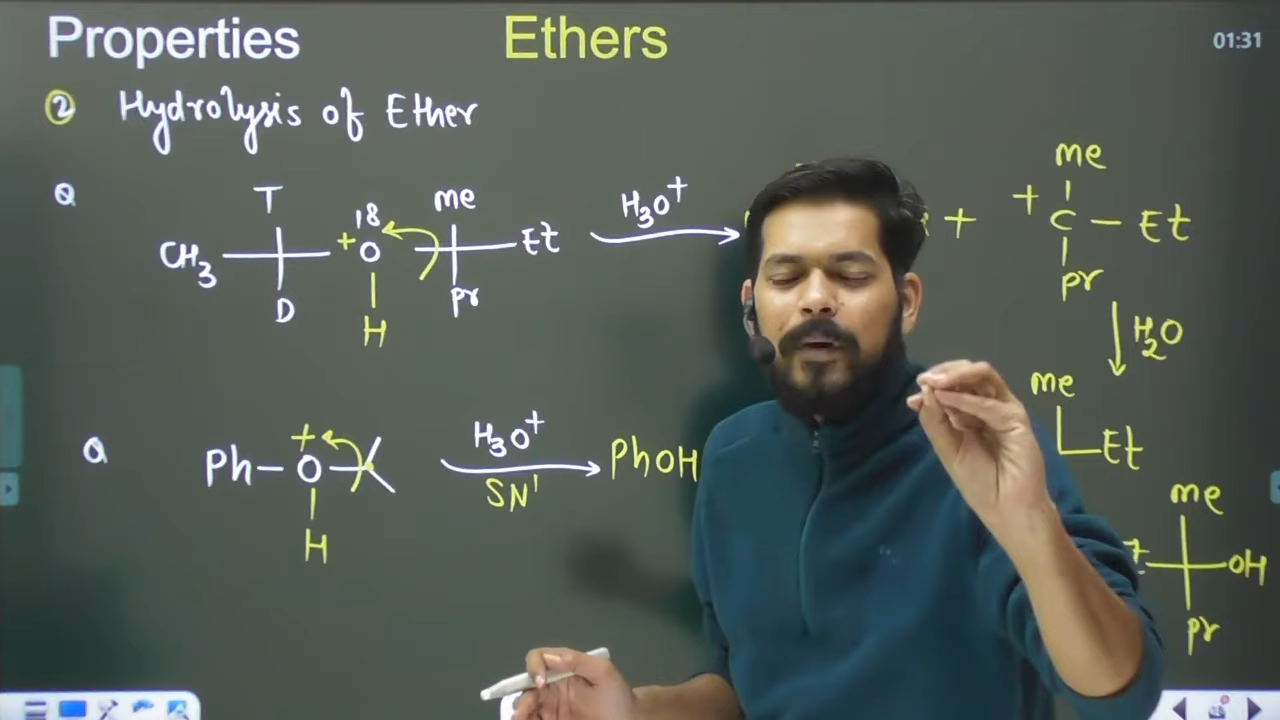 Properties
Ethers
01:31
② Hydrolysis of Ether
Q
T
CH3
D
18
+O
H
me
Et
Pr
H3O+
+
me
+C-Et
Pr
H2O
me
Et
me
OH
Pr
Q
Ph-O
+
H
H3O+
SN1
PhOH